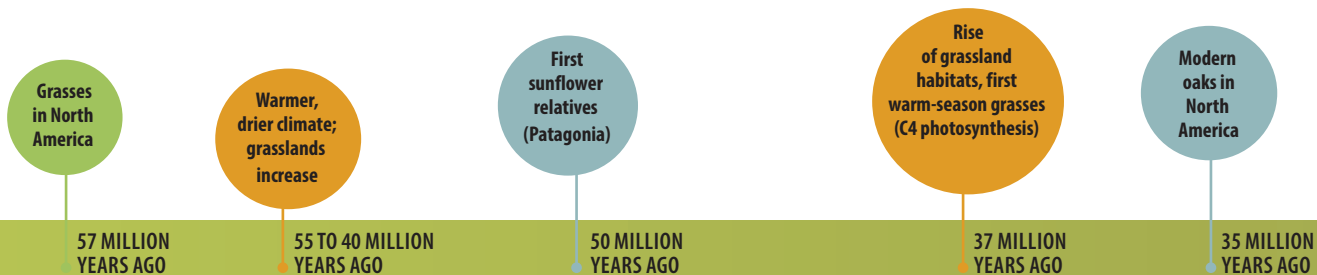 Grasses
in North
America
57 MILLION
YEARS AGO
Warmer,
drier climate;
grasslands
increase
55 TO 40 MILLION
YEARS AGO
First
sunflower
relatives
(Patagonia)
50 MILLION
YEARS AGO
Rise
of grassland
habitats, first
warm-season grasses
(C4 photosynthesis)
37 MILLION
YEARS AGO
Modern
oaks in
North
America
35 MILLION
YEARS AGO